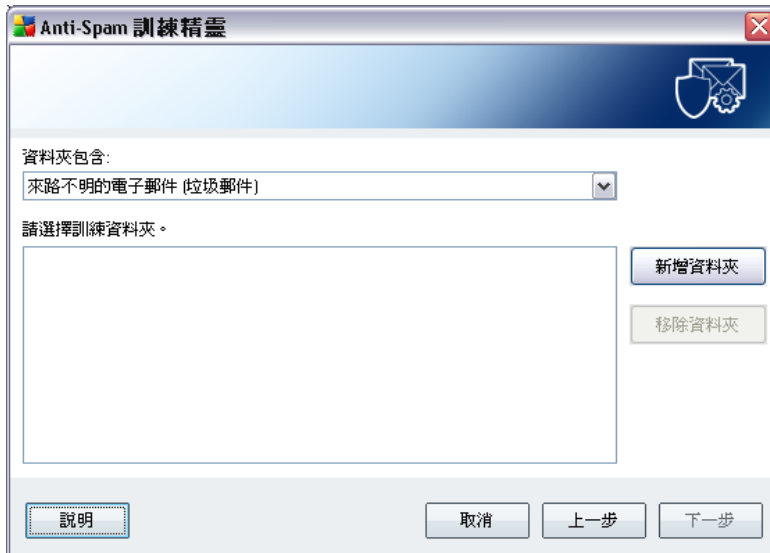 Anti-Spam 訓練精靈
資料夾包含:
來路不明的電子郵件 (垃圾郵件)
請選擇訓練資料夾。
新增資料夾
移除資料夾
說明
取消
上一步
下一步